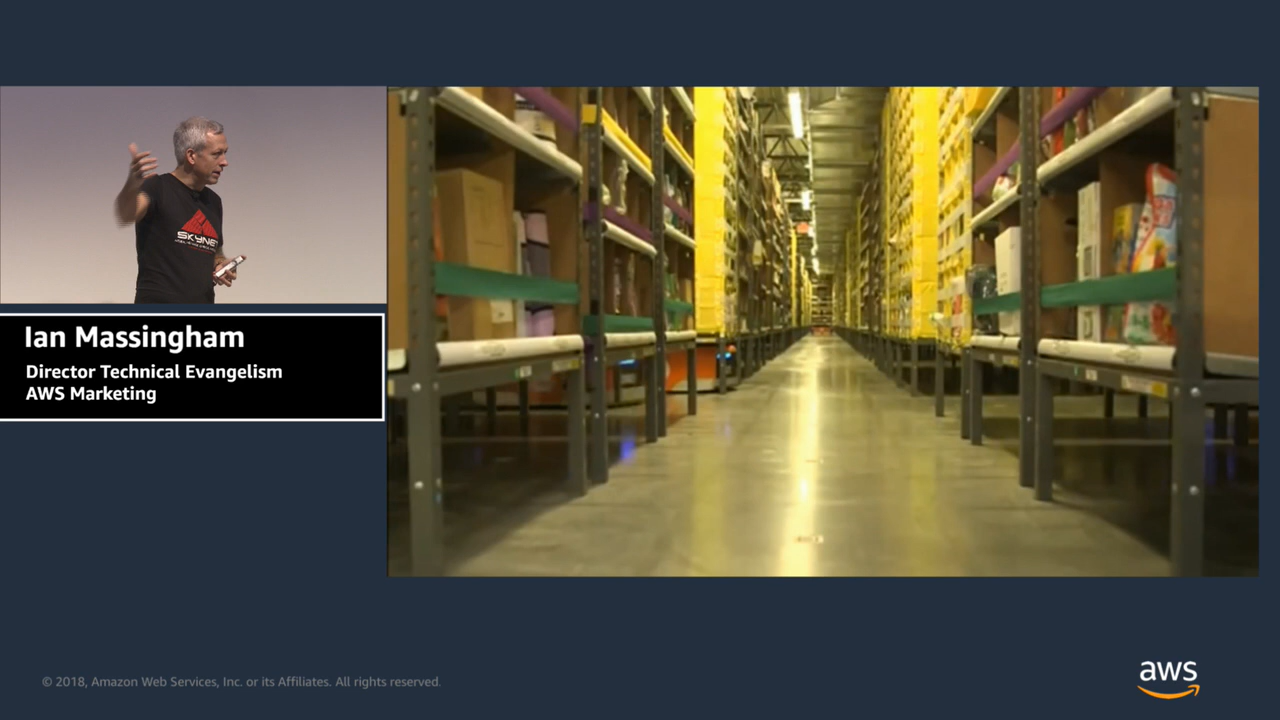 SKYNET
Ian Massingham
Director Technical Evangelism
AWS Marketing
© 2018, Amazon Web Services, Inc. or its Affiliates. All rights reserved.
aws